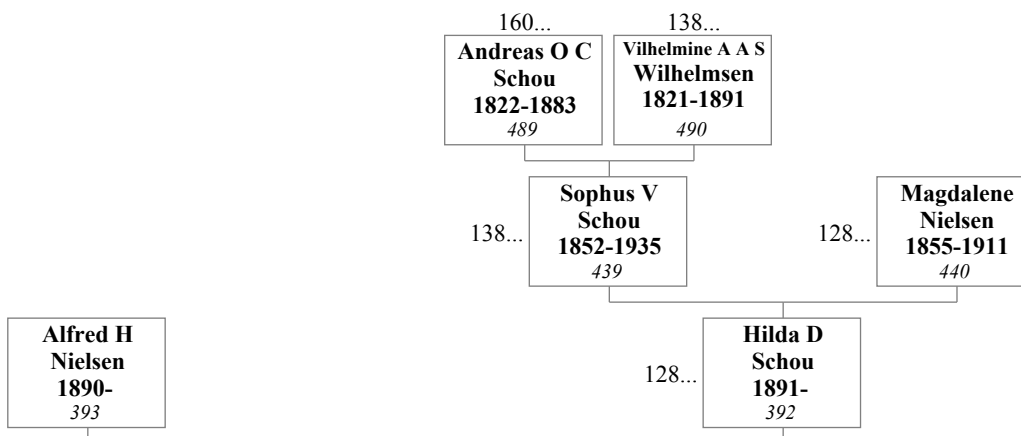 160...
138...
Andreas O C
Schou
1822-1883
489
Vilhelmine A A S
Wilhelmsen
1821-1891
490
138...
Sophus V
Schou
1852-1935
439
128...
Magdalene
Nielsen
1855-1911
440
Alfred H
Nielsen
1890-
393
128...
Hilda D
Schou
1891-
392